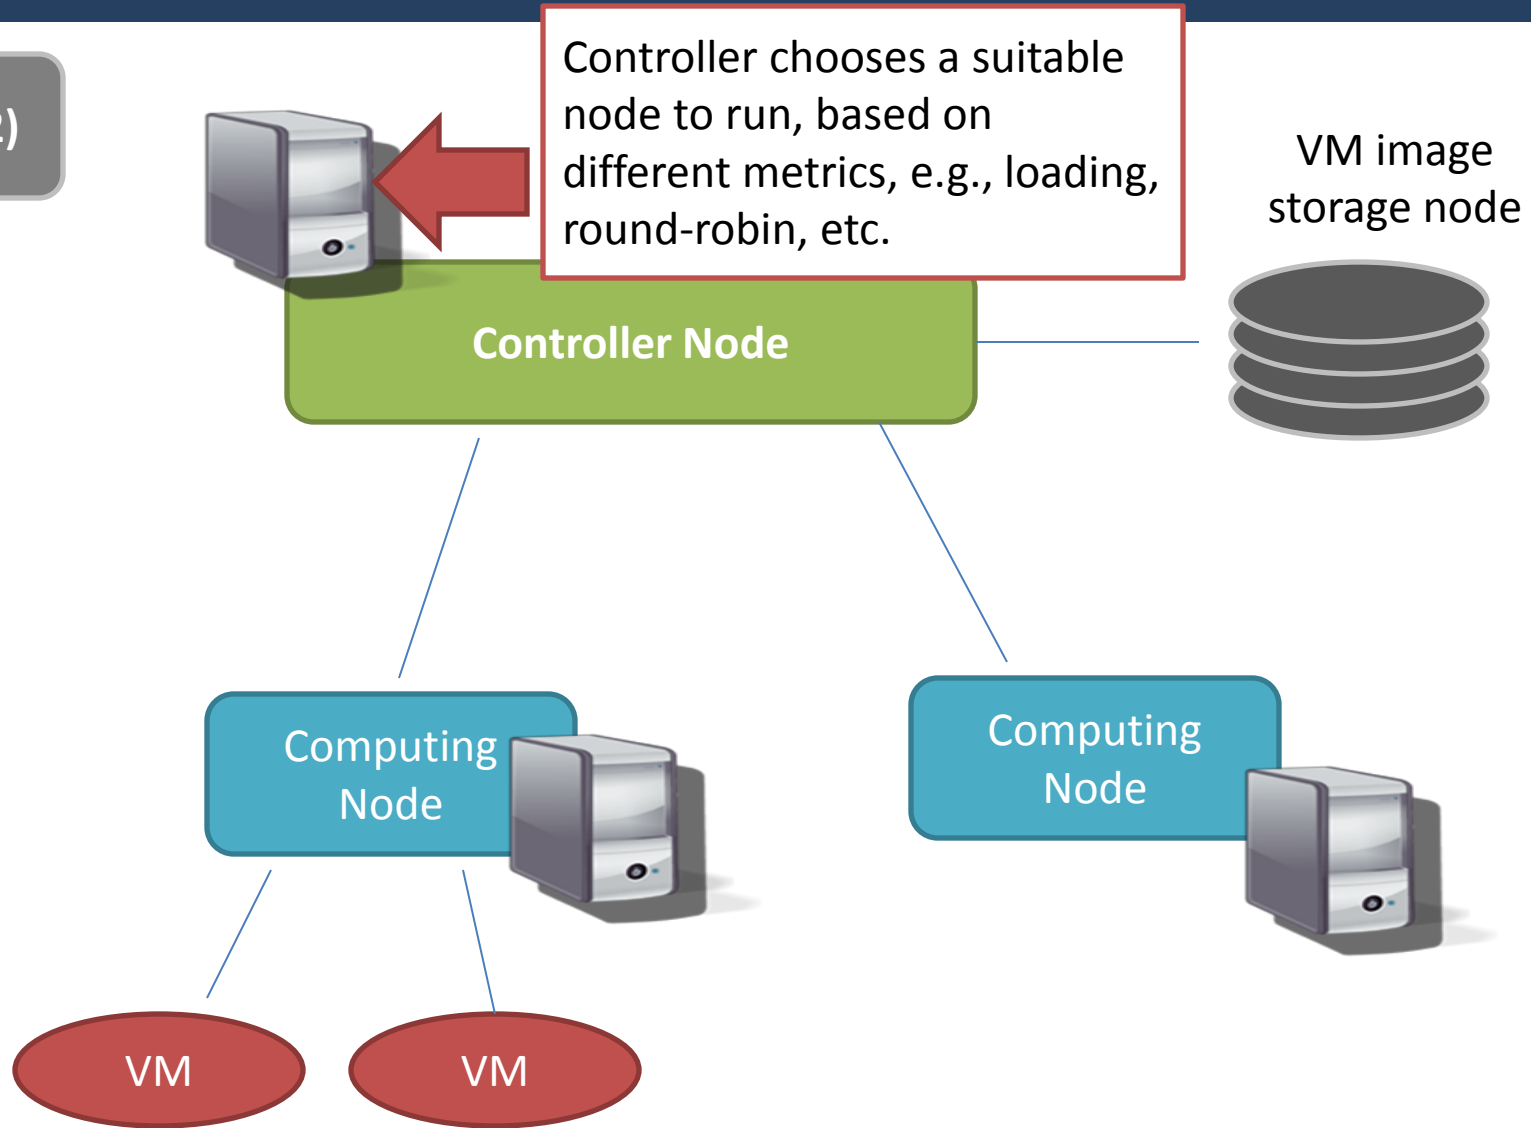 2)
Controller chooses a suitable
node to run, based on
different metrics, e.g., loading,
round-robin, etc.
VM image
storage node
Controller Node
Computing
Node
Computing
Node
VM
VM